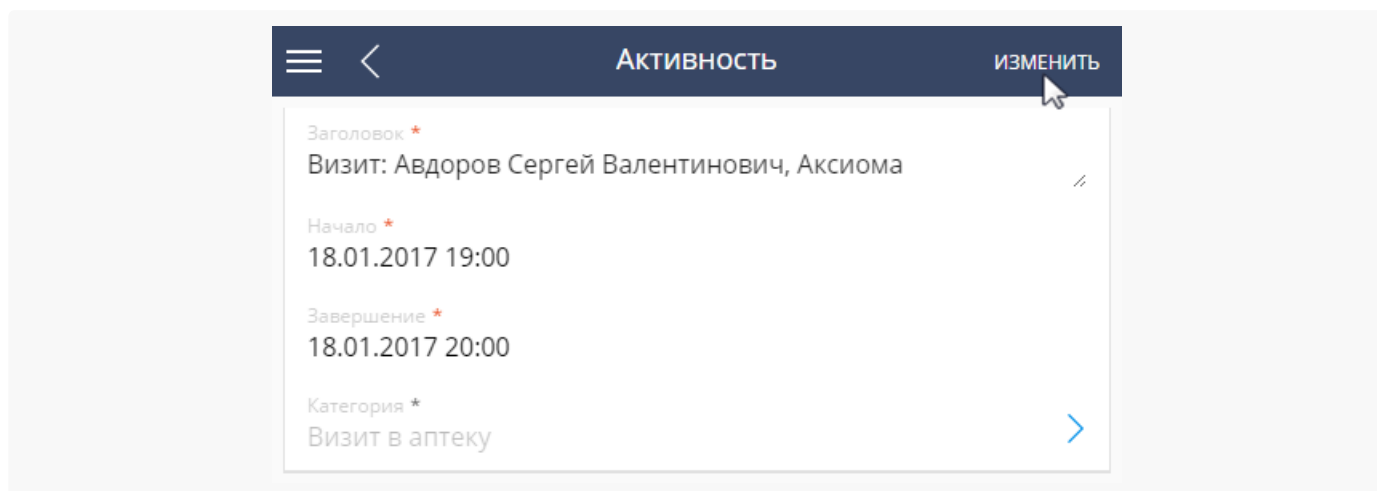 Активность
ИЗМЕНИТЬ
Заголовок *
Визит: Авдоров Сергей Валентинович, Аксиома
Начало *
18.01.2017 19:00
Завершение *
18.01.2017 20:00
Категория *
Визит в аптеку